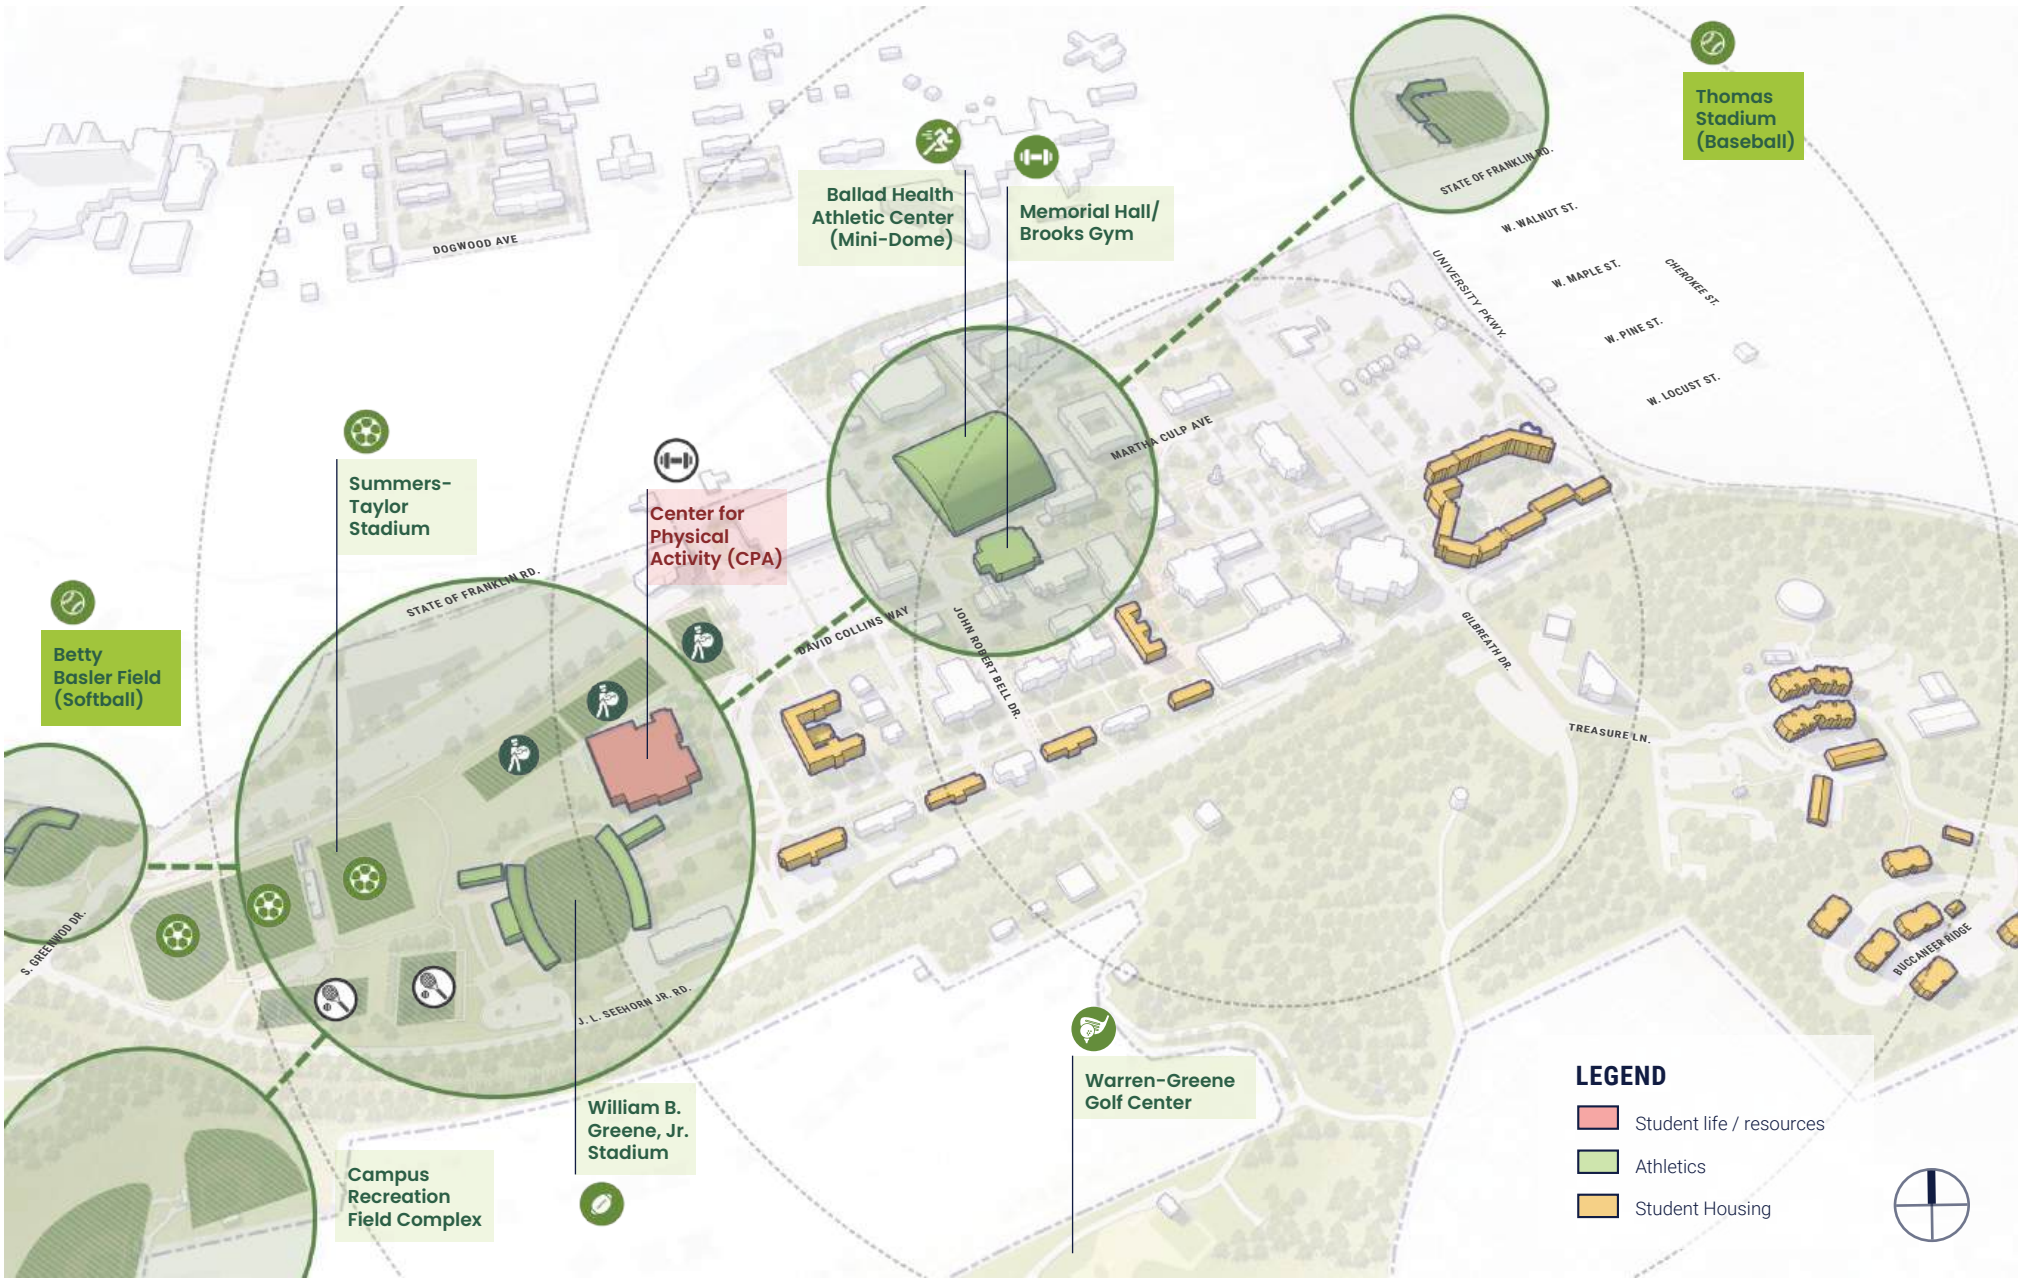 Thomas
Stadium
(Baseball)
STATE OF FRANKLIN RD.
W. WALNUT ST.
UNIVERSITY PKWY.
W. MAPLE ST.
CHEROKEE ST.
W. PINE ST.
W. LOCUST ST.
DOGWOOD AVE
Ballad Health
Athletic Center
(Mini-Dome)
Memorial Hall/
Brooks Gym
MARTHA CULP AVE
Summers-
Taylor
Stadium
Center for
Physical
Activity (CPA)
STATE OF FRANKLIN RD.
DAVID COLLINS WAY
JOHN ROBERT BELL DR.
GILBREATH DR.
TREASURE LN.
Betty
Basler Field
(Softball)
S. GREENWOD DR.
J. L. SEEHORN JR. RD.
BUCCANEER RIDGE
William B.
Greene, Jr.
Stadium
Campus
Recreation
Field Complex
Warren-Greene
Golf Center
LEGEND
Student life / resources
Athletics
Student Housing